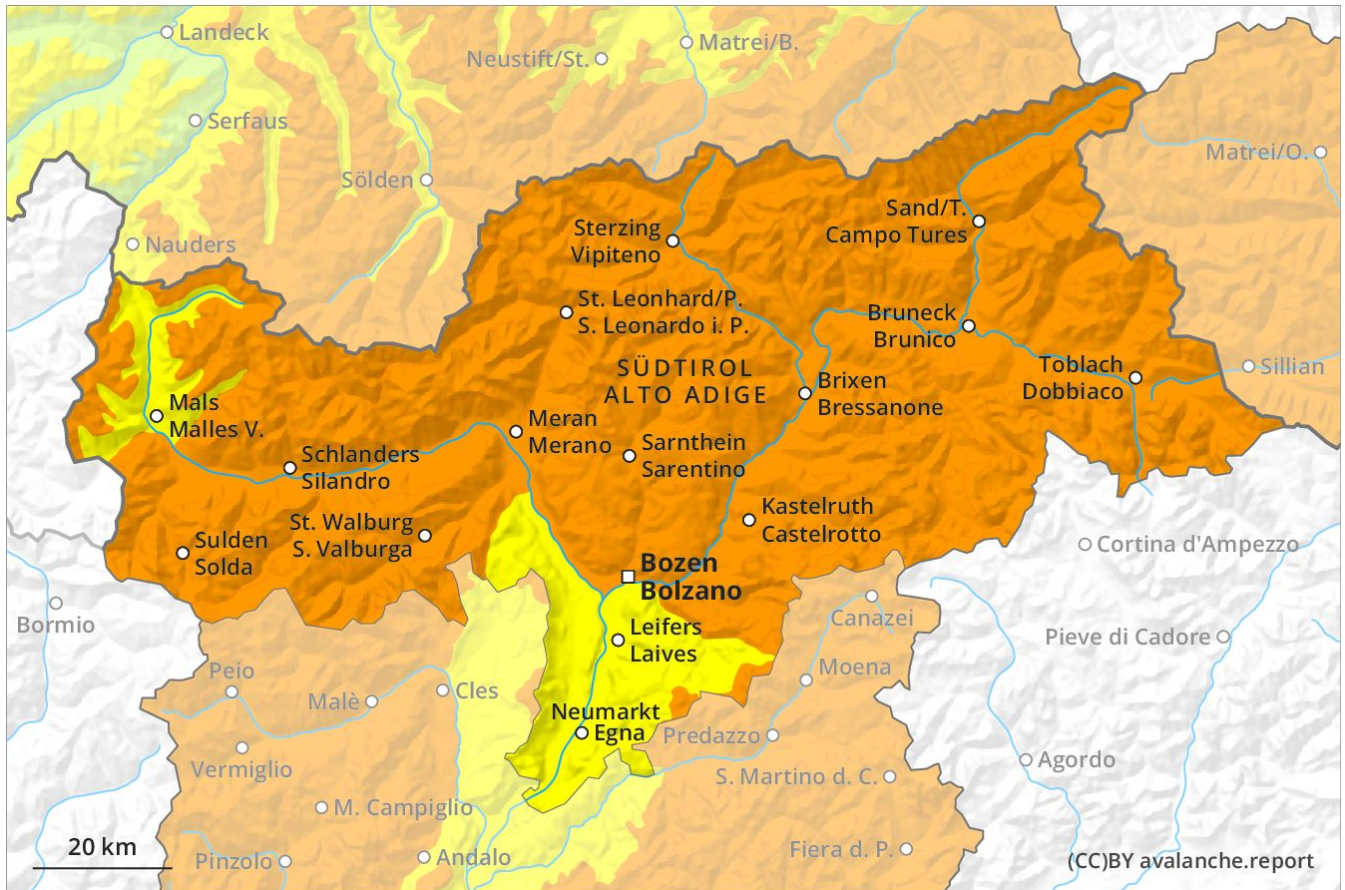 Landeck
Matrei/B.
Neustift/St.
Serfaus
Matrei/O.
Sölden
Sand/T.
Campo Tures
Sterzing
Vipiteno
Nauders
St. Leonhard/P.
S. Leonardo i. P.
Bruneck
Brunico
SÜDTIROL
ALTO ADIGE
Toblach
Dobbiaco
Sillian
Brixen
Bressanone
Mals
Malles V.
Meran
Merano
Sarnthein
Sarentino
Schlanders
Silandro
Kastelruth
Castelrotto
St. Walburg
S. Valburga
Sulden
Solda
Cortina d'Ampezzo
Bozen
Bolzano
Bormio
Canazei
Leifers
Laives
Pieve di Cadore
Peio
Moena
Malè
Cles
Neumarkt
Egna
Predazzo
Vermiglio
Agordo
S. Martino d. C.
M. Campiglio
20 km
Pinzolo
Andalo
Fiera d. P.
(CC)BY avalanche.report